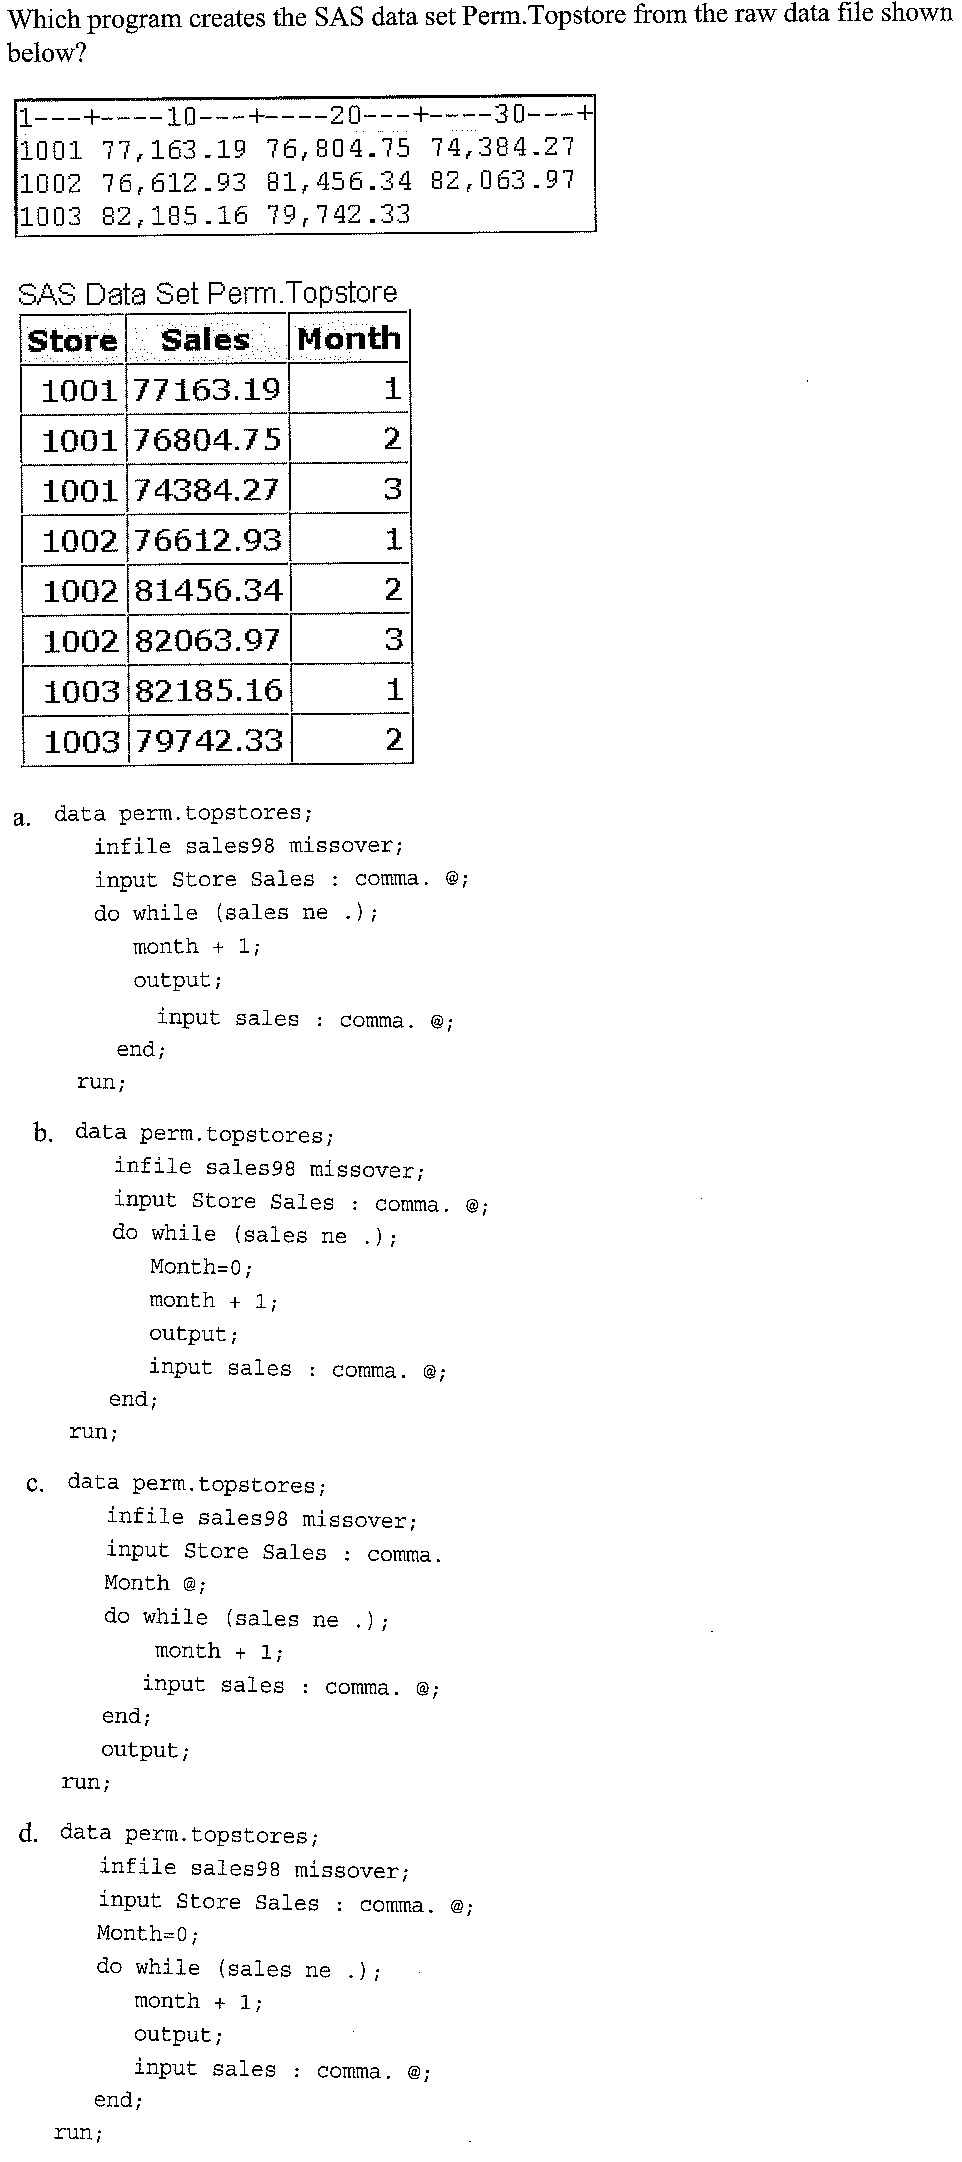 Which program creates the SAS data set Perm.Topstore from the raw data file shown
below?
1---+----10---+----20---+----30---+
1001 77,163.19 76,804.75 74,384.27
1002 76,612.93 81,456.34 82,063.97
1003 82,185.16 79,742.33
SAS Data Set Perm.Topstore
Store Sales Month
1001 77163.19 1
1001 76804.75 2
1001 74384.27 3
1002 76612.93 1
1002 81456.34 2
1002 82063.97 3
1003 82185.16 1
1003 79742.33 2
a. data perm.topstores;
infile sales98 missover;
input Store Sales : comma. @;
do while (sales ne .);
month + 1;
output;
input sales : comma. @;
end;
run;
b. data perm.topstores;
infile sales98 missover;
input Store Sales : comma. @;
do while (sales ne .);
Month=0;
month + 1;
output;
input sales : comma. @;
end;
run;
c. data perm.topstores;
infile sales98 missover;
input Store Sales : comma.
Month @;
do while (sales ne .);
month + 1;
input sales : comma. @;
end;
output;
run;
d. data perm.topstores;
infile sales98 missover;
input Store Sales : comma. @;
Month=0;
do while (sales ne .);
month + 1;
output;
input sales : comma. @;
end;
run;